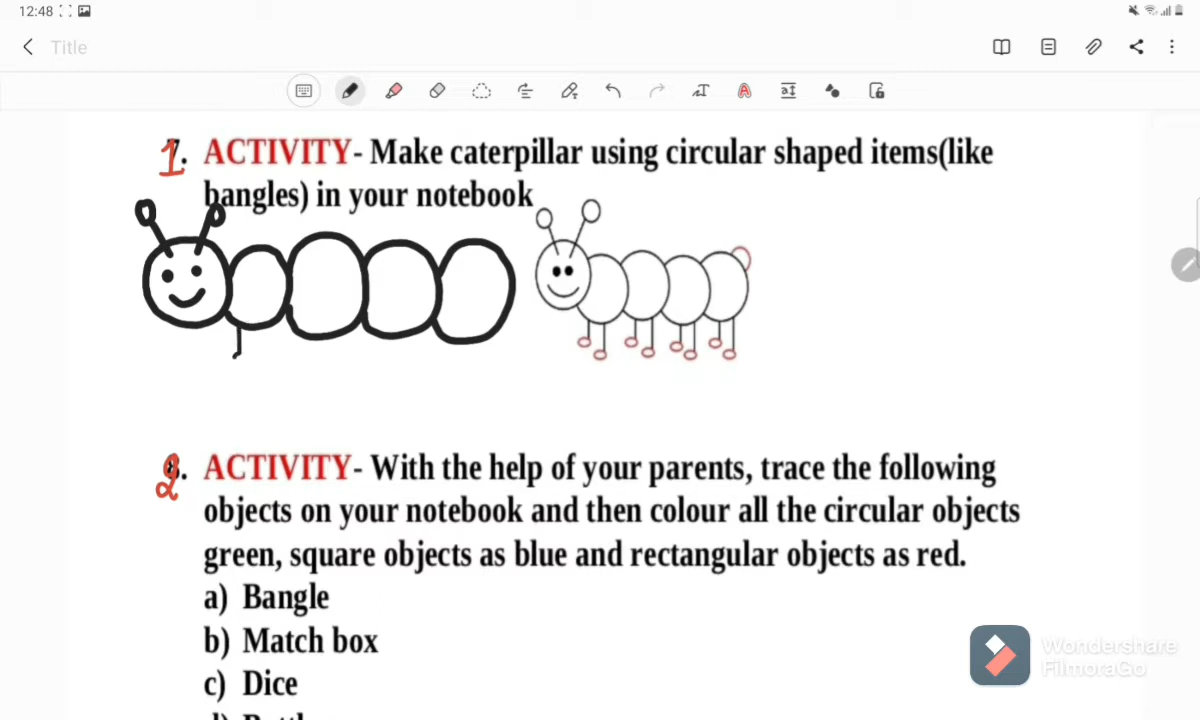 12:48
Title
1. ACTIVITY- Make caterpillar using circular shaped items(like
bangles) in your notebook
2. ACTIVITY- With the help of your parents, trace the following
objects on your notebook and then colour all the circular objects
green, square objects as blue and rectangular objects as red.
a) Bangle
b) Match box
c) Dice
Wondershare
FilmoraGo